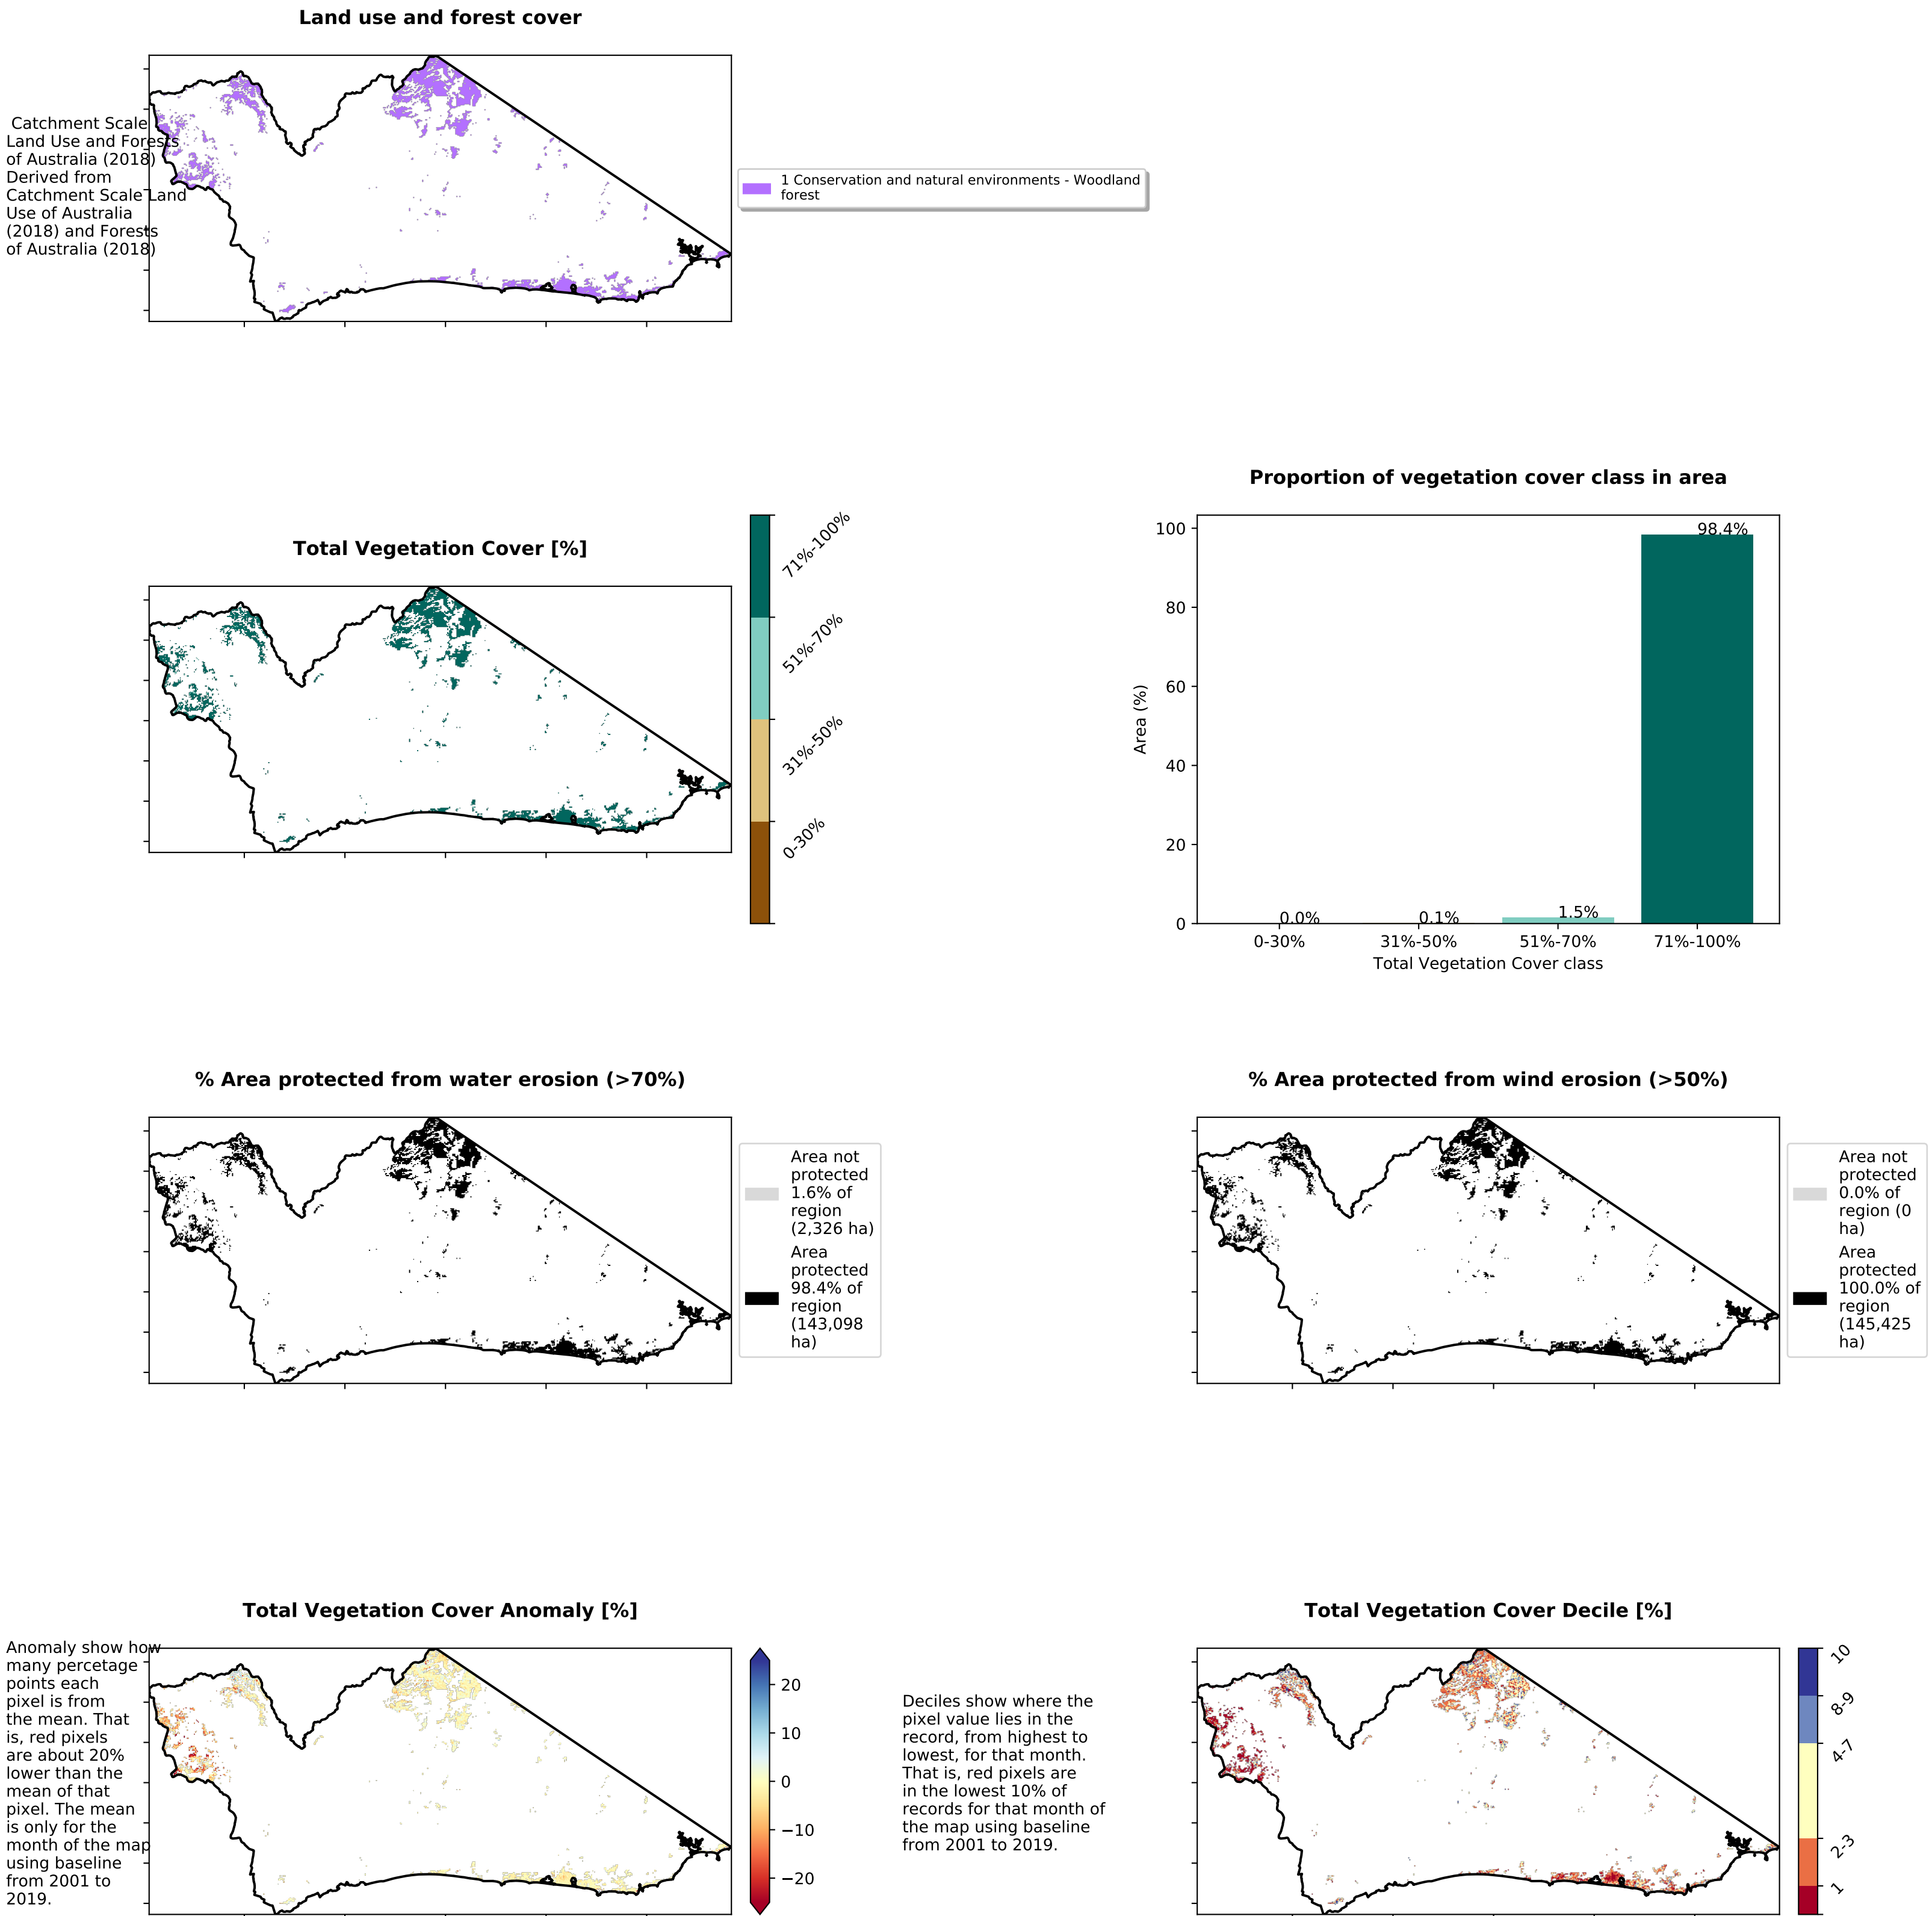 Land use and forest cover
Catchment Scale
Land Use and Forests
of Australia (2018)
Derived from
Catchment Scale Land
Use of Australia
(2018) and Forests
of Australia (2018)
1 Conservation and natural environments - Woodland
forest
Total Vegetation Cover [%]
71%-100%
51%-70%
31%-50%
0-30%
Proportion of vegetation cover class in area
100
80
60
40
20
0
Area (%)
0.0%
0.1%
1.5%
98.4%
0-30%
31%-50%
51%-70%
71%-100%
Total Vegetation Cover class
% Area protected from water erosion (>70%)
Area not
protected
1.6% of
region
(2,326 ha)
Area
protected
98.4% of
region
(143,098
ha)
% Area protected from wind erosion (>50%)
Area not
protected
0.0% of
region (0
ha)
Area
protected
100.0% of
region
(145,425
ha)
Total Vegetation Cover Anomaly [%]
Anomaly show how
many percetage
points each
pixel is from
the mean. That
is, red pixels
are about 20%
lower than the
mean of that
pixel. The mean
is only for the
month of the map
using baseline
from 2001 to
2019.
20
10
0
−10
−20
Total Vegetation Cover Decile [%]
Deciles show where the
pixel value lies in the
record, from highest to
lowest, for that month.
That is, red pixels are
in the lowest 10% of
records for that month of
the map using baseline
from 2001 to 2019.
10
8-9
4-7
2-3
1